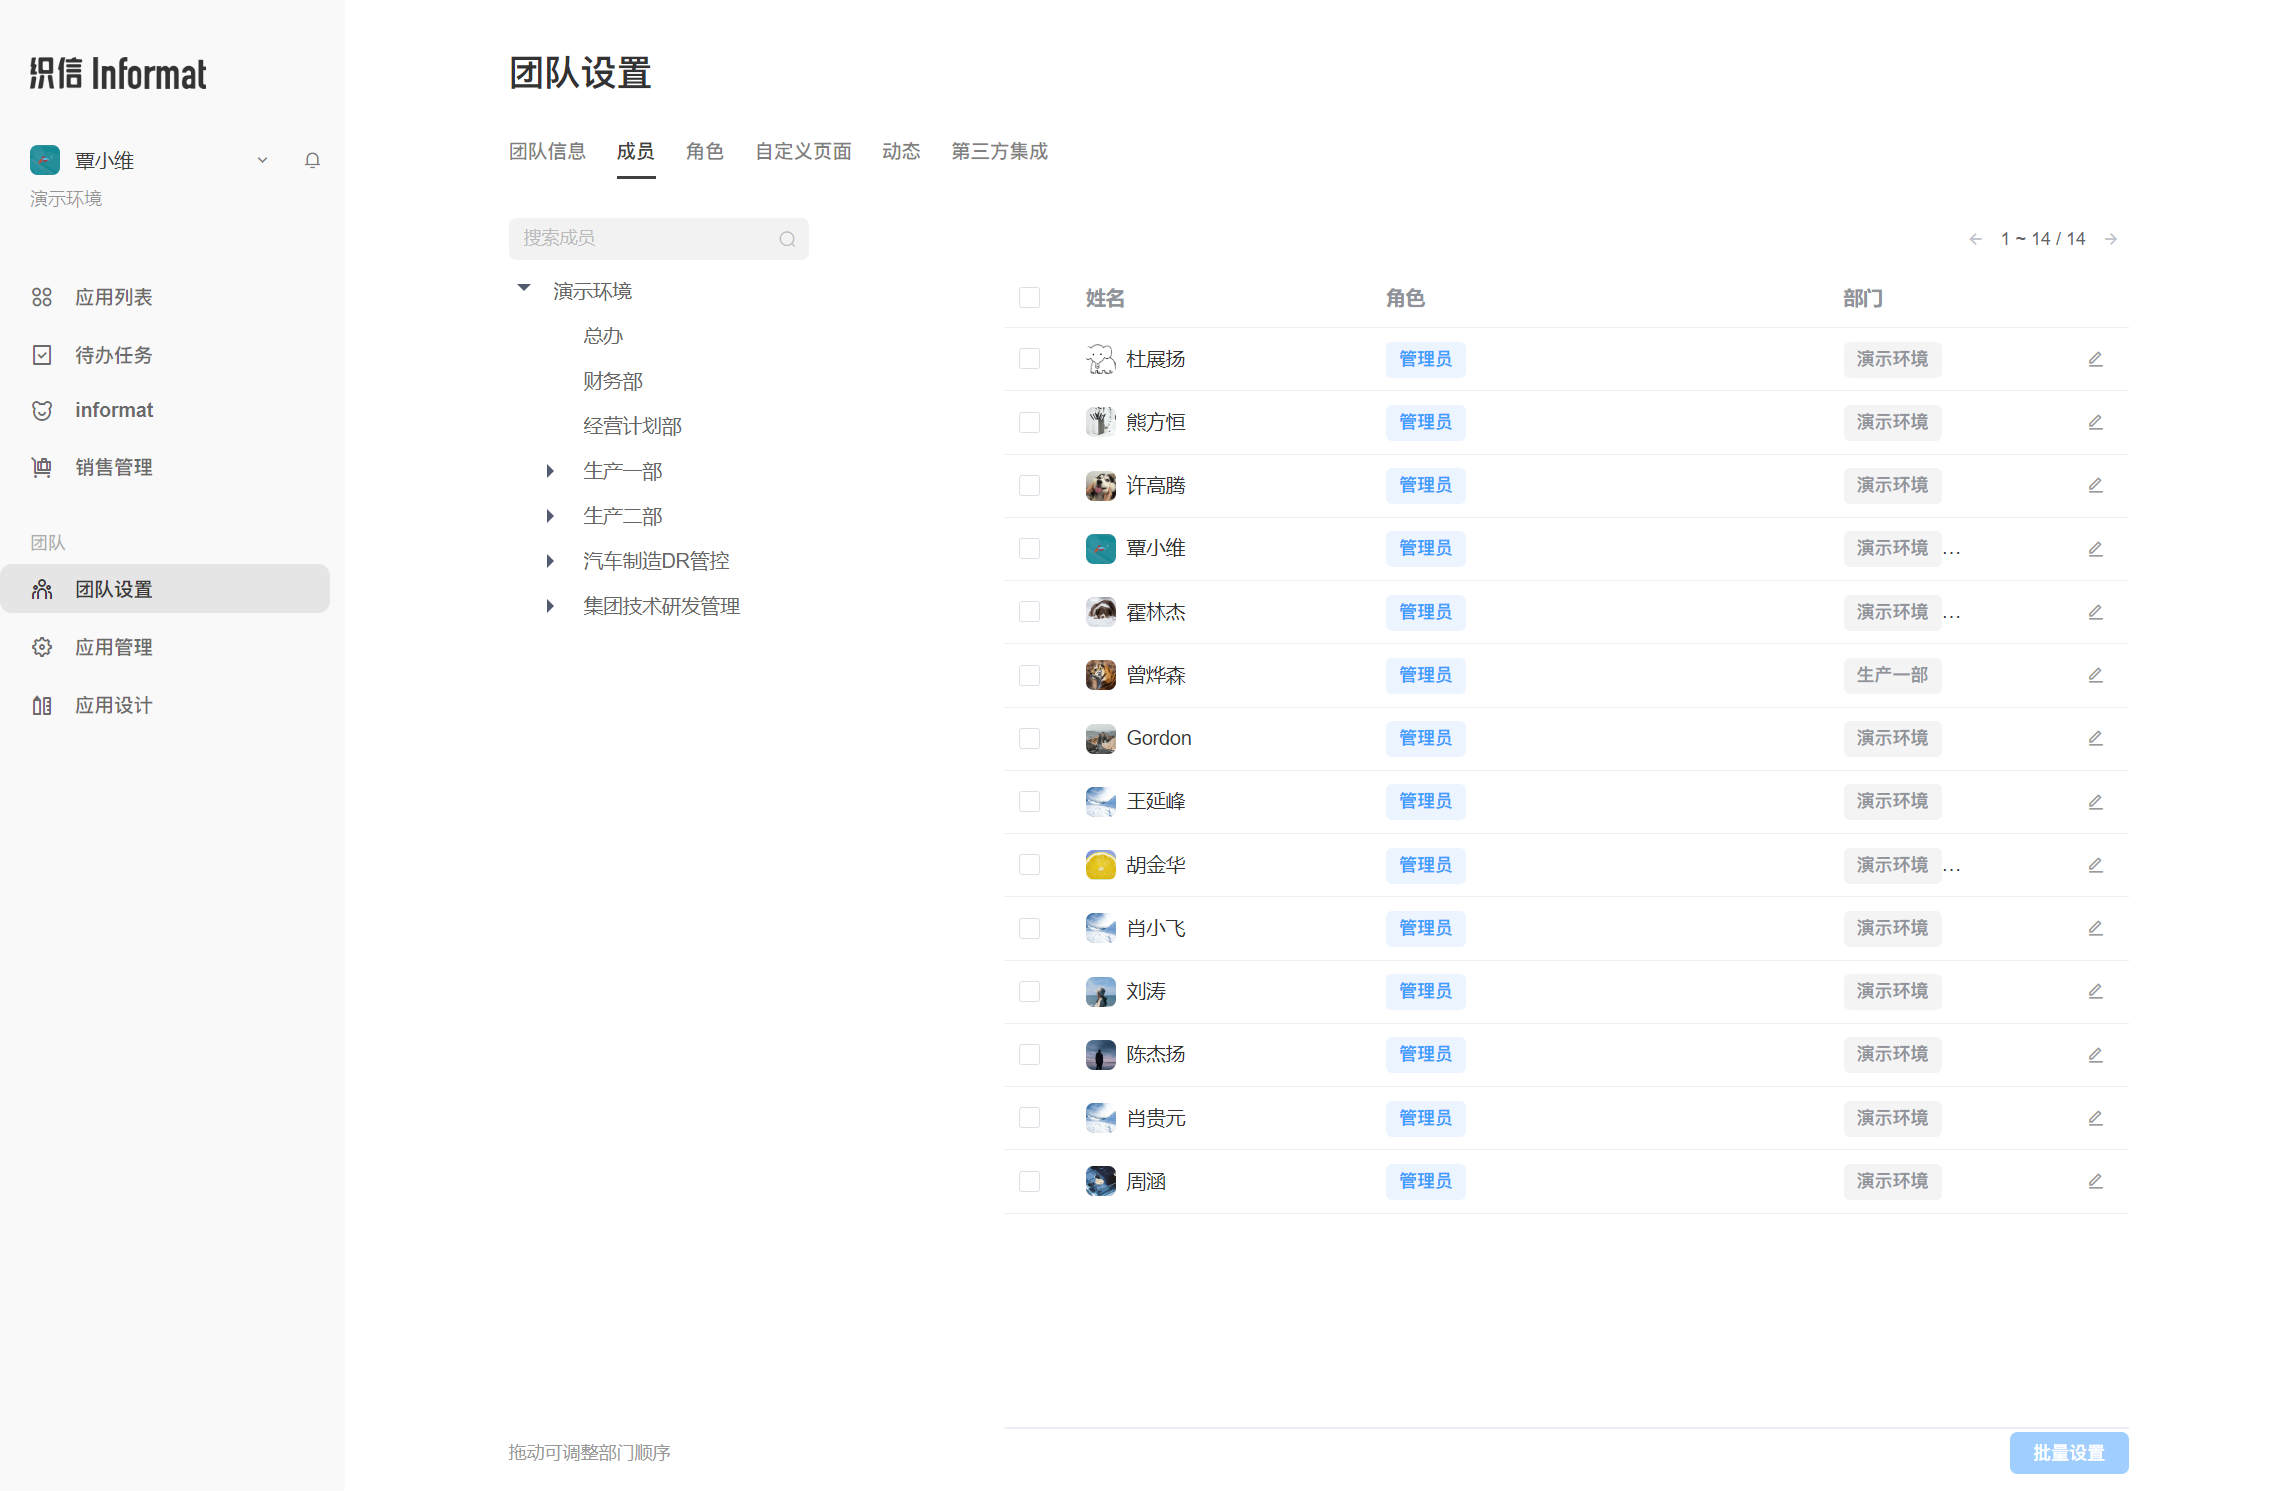 织信 Informat
覃小维
演示环境
应用列表
待办任务
informat
销售管理
团队
团队设置
应用管理
应用设计
团队设置
团队信息 成员 角色 自定义页面 动态 第三方集成
搜索成员
演示环境
总办
财务部
经营计划部
生产一部
生产二部
汽车制造DR管控
集团技术研发管理
拖动可调整部门顺序
1 ~ 14 / 14
姓名 角色 部门
杜展扬 管理员 演示环境
熊方恒 管理员 演示环境
许高腾 管理员 演示环境
覃小维 管理员 演示环境 ...
霍林杰 管理员 演示环境 ...
曾烨森 管理员 生产一部
Gordon 管理员 演示环境
王延峰 管理员 演示环境
胡金华 管理员 演示环境 ...
肖小飞 管理员 演示环境
刘涛 管理员 演示环境
陈杰扬 管理员 演示环境
肖贵元 管理员 演示环境
周涵 管理员 演示环境
批量设置